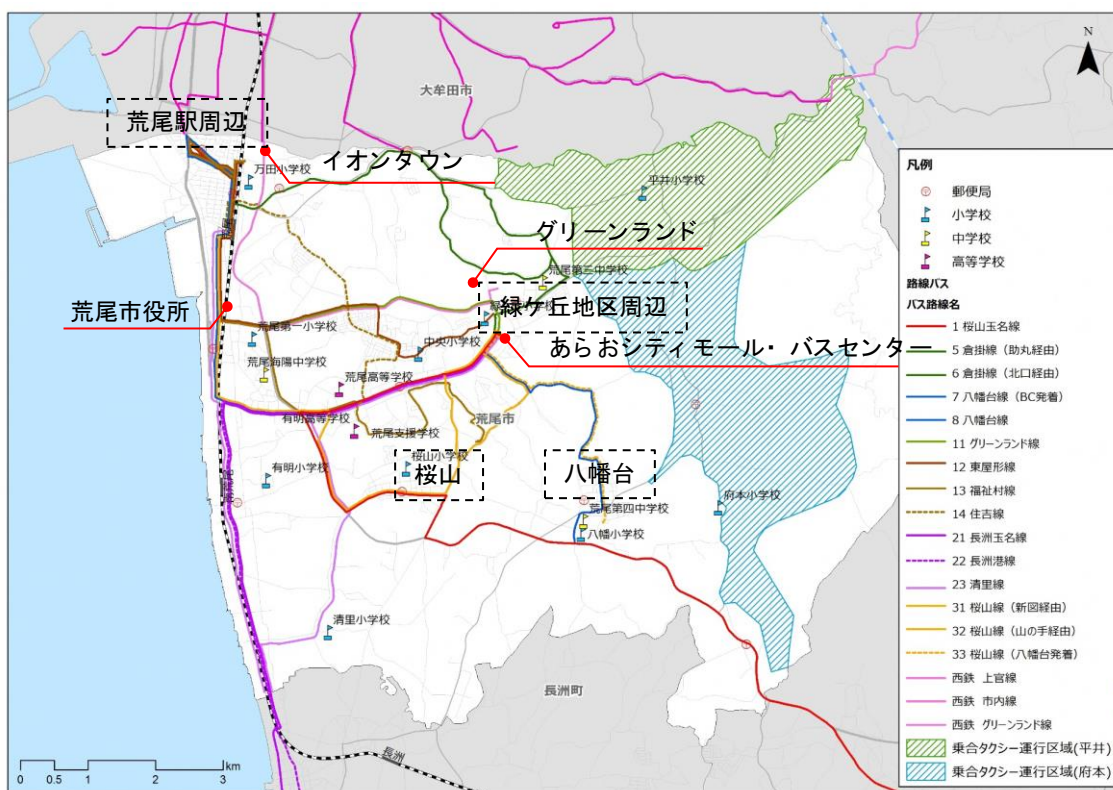 N
大牟田市
荒尾駅周辺
イオンタウン
万田小学校
平井小学校
グリーンランド
荒尾第三中学校
緑ケ丘地区周辺
荒尾市役所
荒尾第一小学校
あらおシティモール・バスセンター
中央小学校
荒尾海陽中学校
荒尾高等学校
有明高等学校
荒尾市
荒尾支援学校
桜山小学校
有明小学校
桜山
八幡台
府本小学校
荒尾第四中学校
八幡小学校
清里小学校
長洲町
長洲
0 0.5 1 2 3
km
凡例
郵便局
小学校
中学校
高等学校
路線バス
バス路線名
1 桜山玉名線
5 倉掛線（助丸経由）
6 倉掛線（北口経由）
7 八幡台線（BC発着）
8 八幡台線
11 グリーンランド線
12 東屋形線
13 福祉村線
14 住吉線
21 長洲玉名線
22 長洲港線
23 清里線
31 桜山線（新図経由）
32 桜山線（山の手経由）
33 桜山線（八幡台発着）
西鉄 上官線
西鉄 市内線
西鉄 グリーンランド線
乗合タクシー運行区域(平井)
乗合タクシー運行区域(府本)